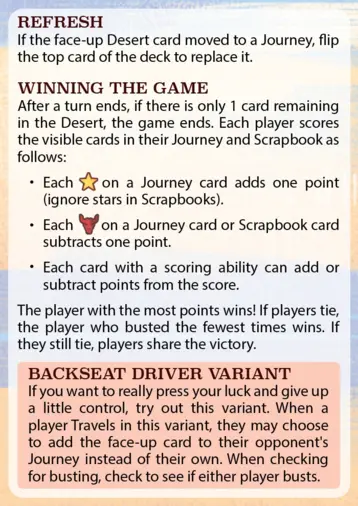 REFRESH
If the face-up Desert card moved to a Journey, flip
the top card of the deck to replace it.
WINNING THE GAME
After a turn ends, if there is only 1 card remaining
in the Desert, the game ends. Each player scores
the visible cards in their Journey and Scrapbook as
follows:
• Each on a Journey card adds one point
(ignore stars in Scrapbooks).
• Each on a Journey card or Scrapbook card
subtracts one point.
• Each card with a scoring ability can add or
subtract points from the score.
The player with the most points wins! If players tie,
the player who busted the fewest times wins. If
they still tie, players share the victory.
BACKSEAT DRIVER VARIANT
If you want to really press your luck and give up
a little control, try out this variant. When a
player Travels in this variant, they may choose
to add the face-up card to their opponent's
Journey instead of their own. When checking
for busting, check to see if either player busts.